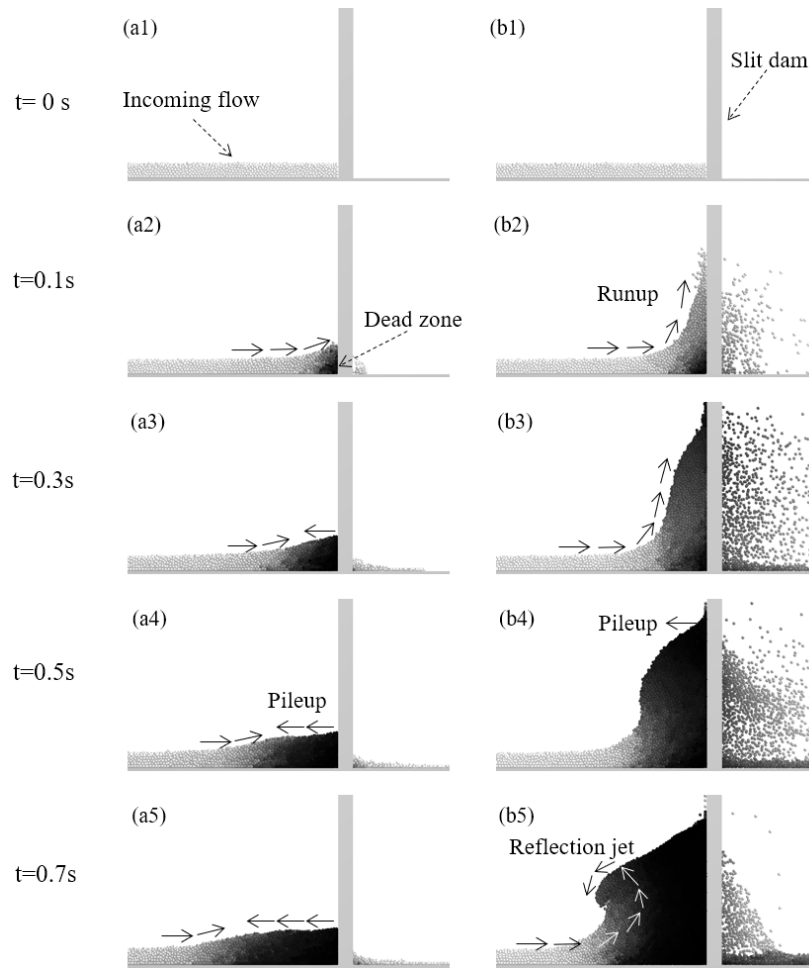 (a1)
(b1)
t= 0 s
Incoming flow
Slit dam
(a2)
(b2)
t=0.1s
Dead zone
Runup
(a3)
(b3)
t=0.3s
(a4)
(b4)
t=0.5s
Pileup
Pileup
(a5)
(b5)
t=0.7s
Reflection jet